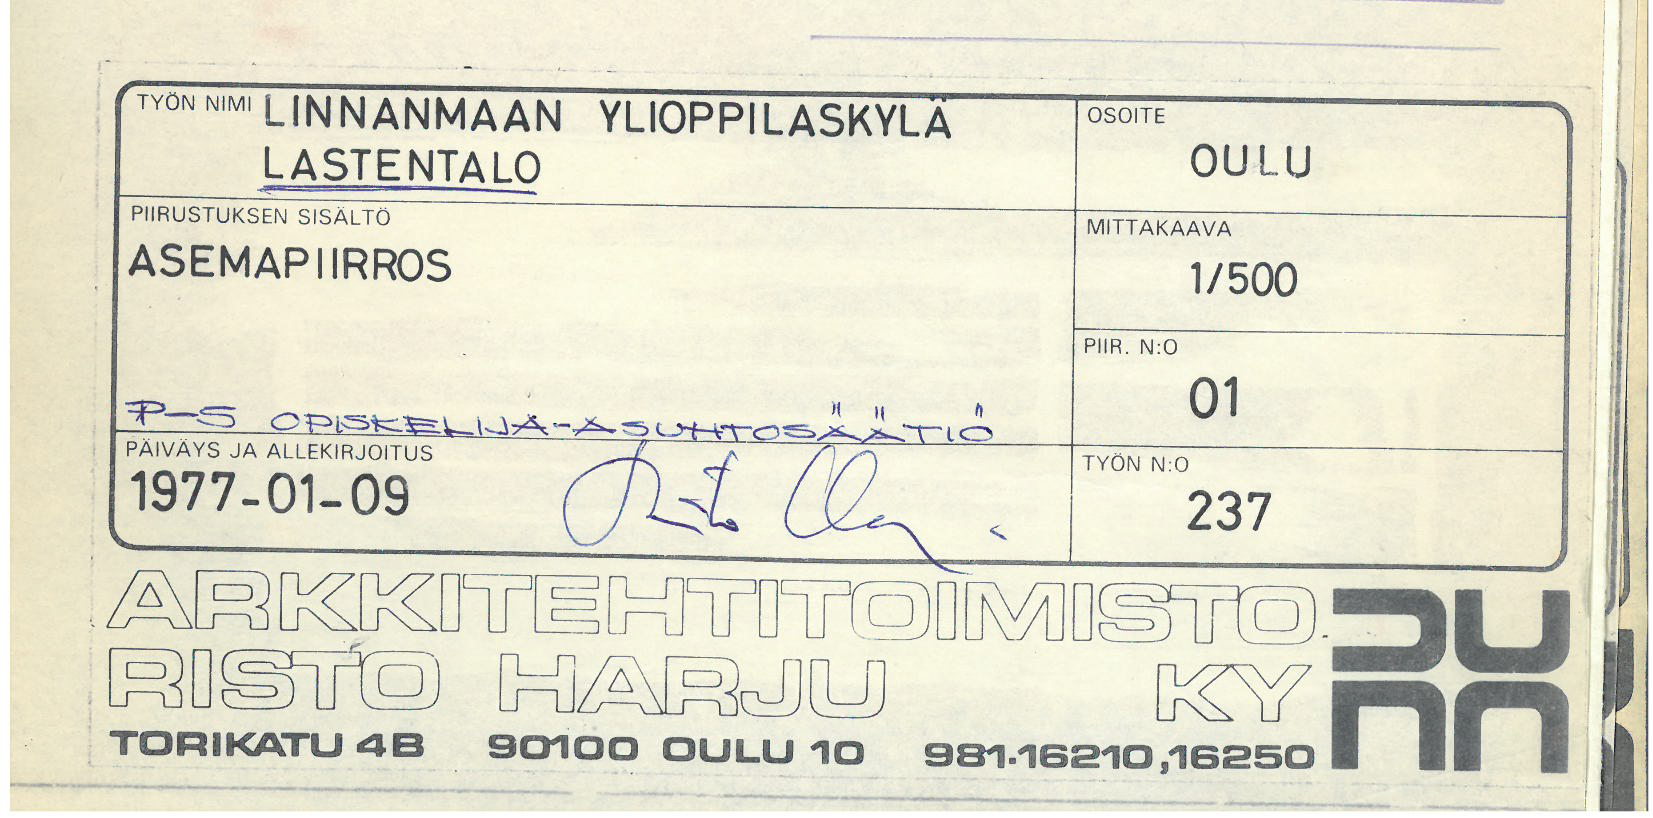 TYÖN NIMI LINNANMAAN YLIOPPILASKYLÄ
LASTENTALO
OSOITE
OULU
PIIRUSTUKSEN SISÄLTÖ
ASEMAPIIRROS
MITTAKAAVA
1/500
PIIR. N:O
01
P-S OPISKELIJA-ASUNTOSÄÄTIÖ
PÄIVÄYS JA ALLEKIRJOITUS
1977-01-09
TYÖN N:O
237
ARKKITEHTITOIMISTO
RISTO HARJU KY
TORIKATU 4B 90100 OULU 10 981-16210,16250